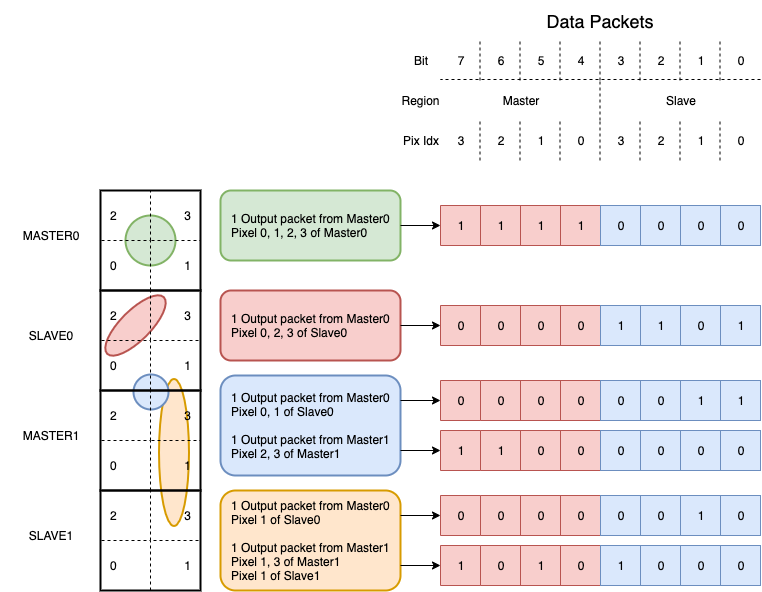 Data Packets
Bit 7 6 5 4 3 2 1 0
Region Master Slave
Pix Idx 3 2 1 0 3 2 1 0
MASTER0
2 3
0 1
1 Output packet from Master0
Pixel 0, 1, 2, 3 of Master0
1 1 1 1 0 0 0 0
SLAVE0
2 3
0 1
1 Output packet from Master0
Pixel 0, 2, 3 of Slave0
0 0 0 0 1 1 0 1
MASTER1
2 3
0 1
1 Output packet from Master0
Pixel 0, 1 of Slave0
0 0 0 0 0 0 1 1
1 Output packet from Master1
Pixel 2, 3 of Master1
1 1 0 0 0 0 0 0
SLAVE1
2 3
0 1
1 Output packet from Master0
Pixel 1 of Slave0
0 0 0 0 0 0 1 0
1 Output packet from Master1
Pixel 1, 3 of Master1
Pixel 1 of Slave1
1 0 1 0 1 0 0 0